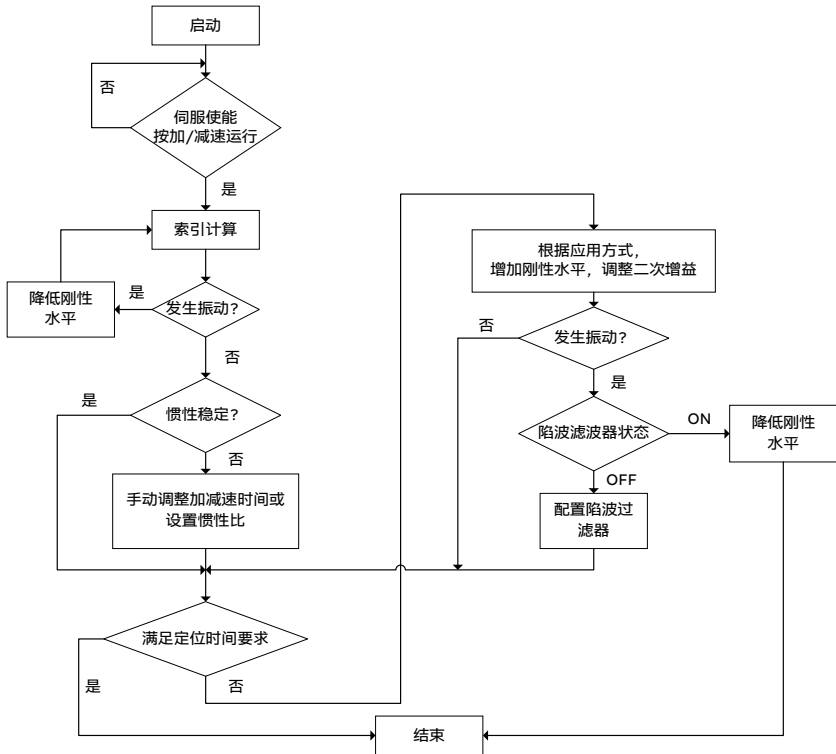 启动
否
伺服使能
按加/减速运行
是
索引计算
降低刚性
水平
是
发生振动?
否
是
惯性稳定?
否
手动调整加减速时间或
设置惯性比
满足定位时间要求
是
否
结束
根据应用方式，
增加刚性水平，调整二次增益
否
发生振动?
是
陷波滤波器状态
ON
降低刚性
水平
OFF
配置陷波过
滤器